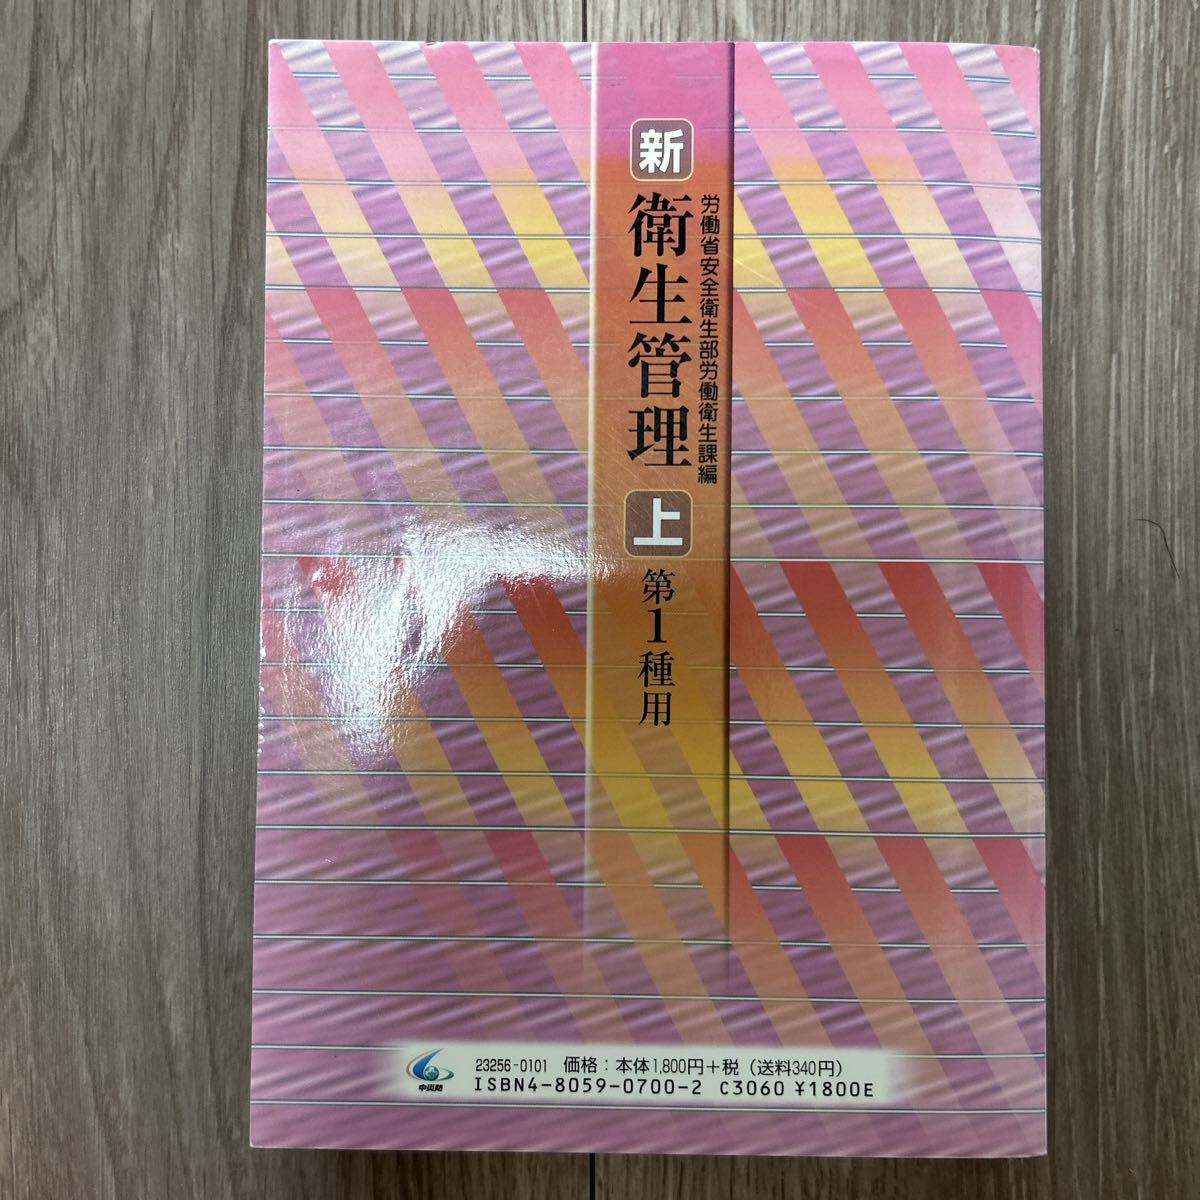 労働省安全衛生部労働衛生課編
新
衛生管理
上
第1種用
中災防
23256-0101 価格：本体1,800円＋税（送料340円）
ISBN4-8059-0700-2 C3060 ¥1800E